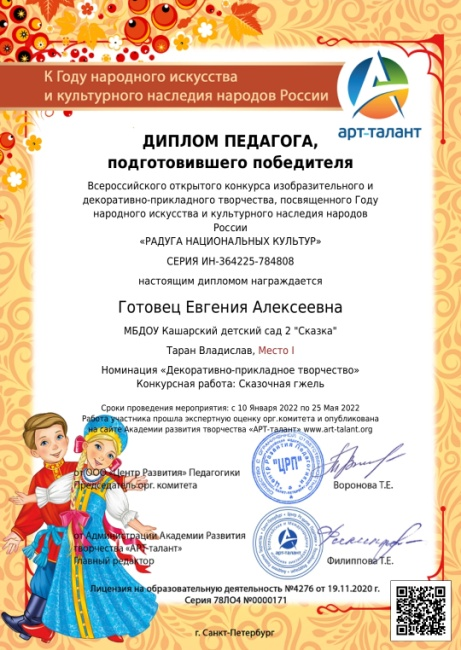 К Году народного искусства
и культурного наследия народов России
арт-талант
ДИПЛОМ ПЕДАГОГА,
подготовившего победителя
Всероссийского открытого конкурса изобразительного и
декоративно-прикладного творчества, посвященного Году
народного искусства и культурного наследия народов
России
«РАДУГА НАЦИОНАЛЬНЫХ КУЛЬТУР»
СЕРИЯ ИН-364225-784808
настоящим дипломом награждается
Готовец Евгения Алексеевна
МБДОУ Кашарский детский сад 2 "Сказка"
Таран Владислав, Место I
Номинация «Декоративно-прикладное творчество»
Конкурсная работа: Сказочная гжель
Сроки проведения мероприятия: с 10 Января 2022 по 25 Мая 2022
Работа участника прошла экспертную оценку орг.комитета и опубликована
на сайте Академии развития творчества «АРТ-талант» www.art-talant.org
от ООО «Центр Развития» Педагогики
Председатель орг. комитета
"ЦРП"
Воронова Т.Е.
от Администрации Академии Развития
творчества «АРТ-талант»
Главный редактор
арт-талант
Филиппова Т.Е.
Лицензия на образовательную деятельность №4276 от 19.11.2020 г.
Серия 78ЛО4 №0000171
г. Санкт-Петербург